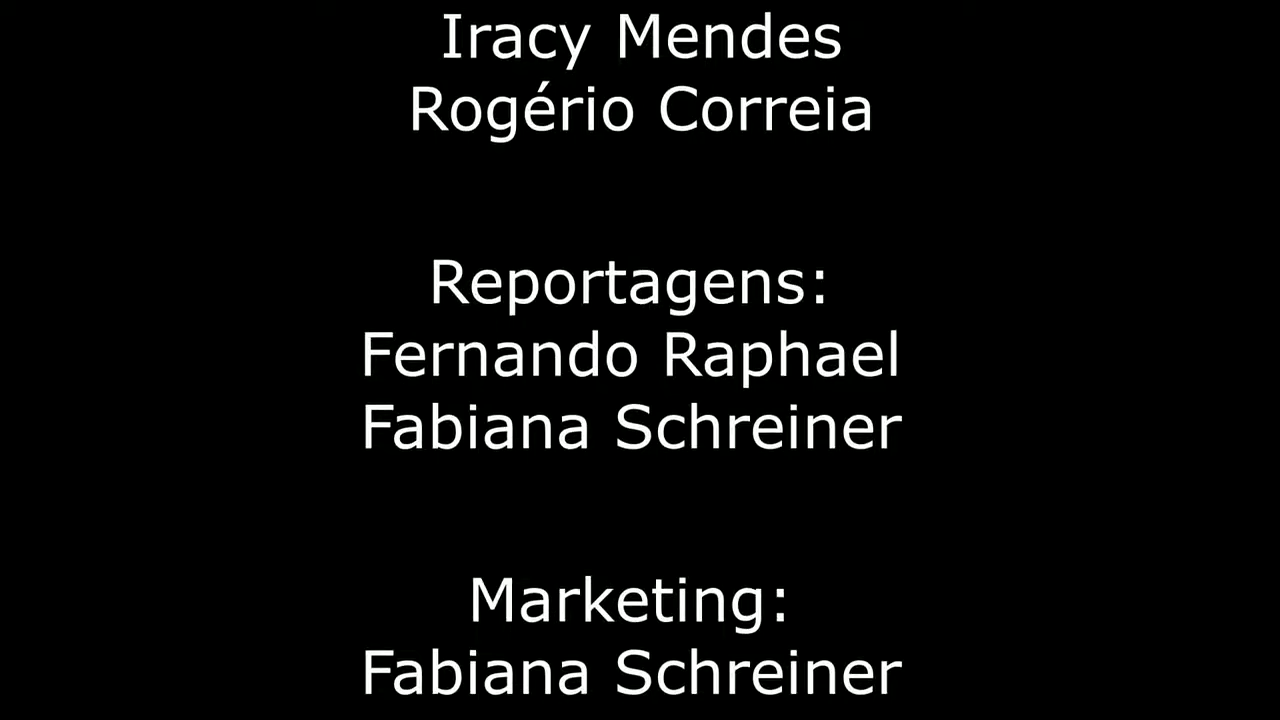 Iracy Mendes
Rogério Correia
Reportagens:
Fernando Raphael
Fabiana Schreiner
Marketing:
Fabiana Schreiner